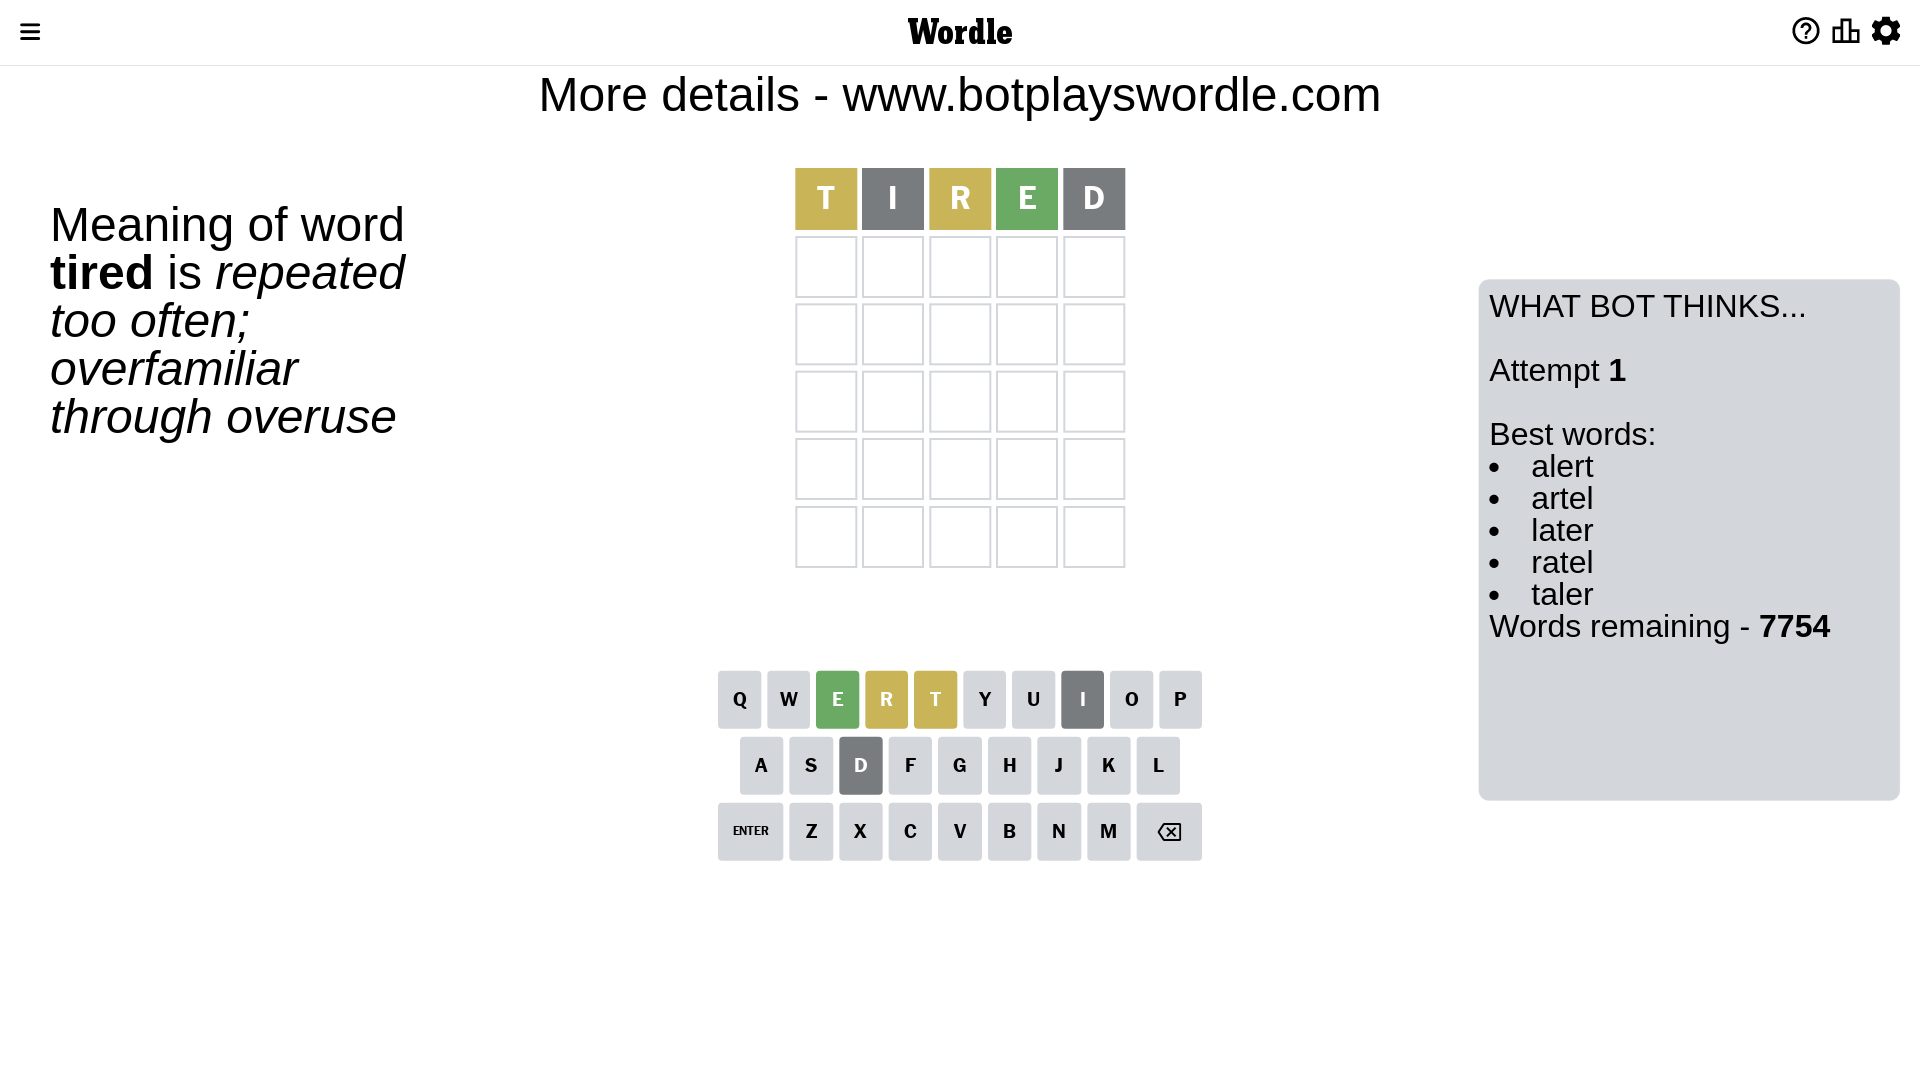 Wordle
More details - www.botplayswordle.com
Meaning of word
tired is repeated
too often;
overfamiliar
through overuse
T I R E D
WHAT BOT THINKS...
Attempt 1
Best words:
• alert
• artel
• later
• ratel
• taler
Words remaining - 7754
Q W E R T Y U I O P
A S D F G H J K L
ENTER Z X C V B N M